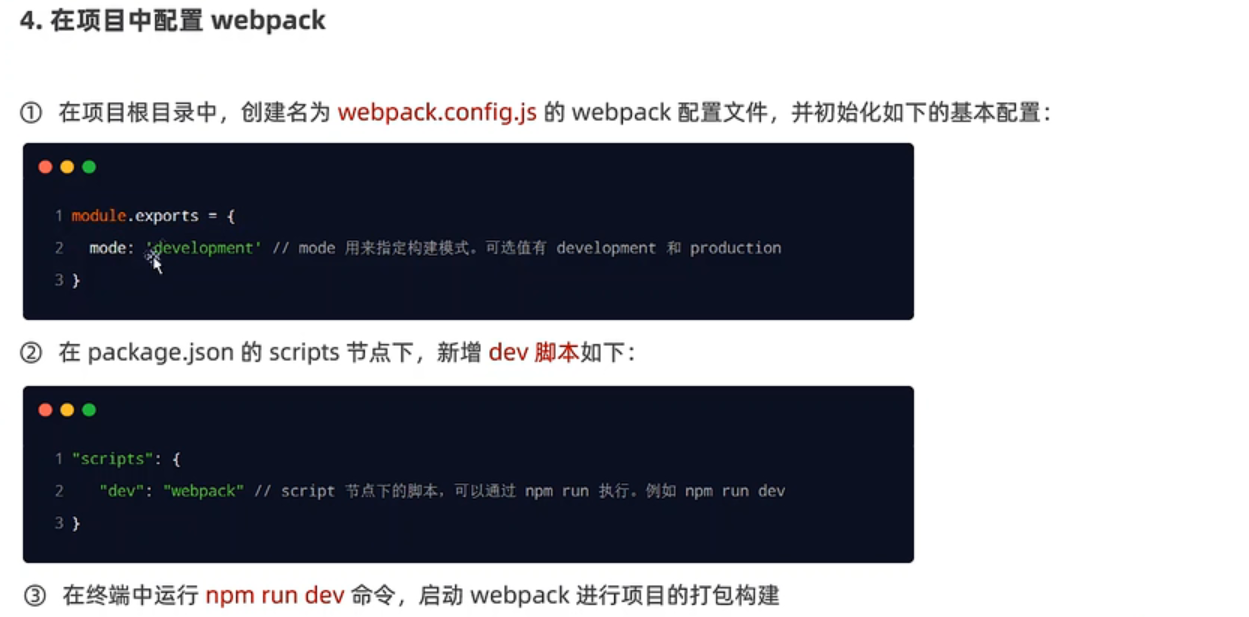 4. 在项目中配置 webpack
① 在项目根目录中，创建名为 webpack.config.js 的 webpack 配置文件，并初始化如下的基本配置：
1 module.exports = {
2 mode: 'development' // mode 用来指定构建模式。可选值有 development 和 production
3 }
② 在 package.json 的 scripts 节点下，新增 dev 脚本如下：
1 "scripts": {
2 "dev": "webpack" // script 节点下的脚本，可以通过 npm run 执行。例如 npm run dev
3 }
③ 在终端中运行 npm run dev 命令，启动 webpack 进行项目的打包构建